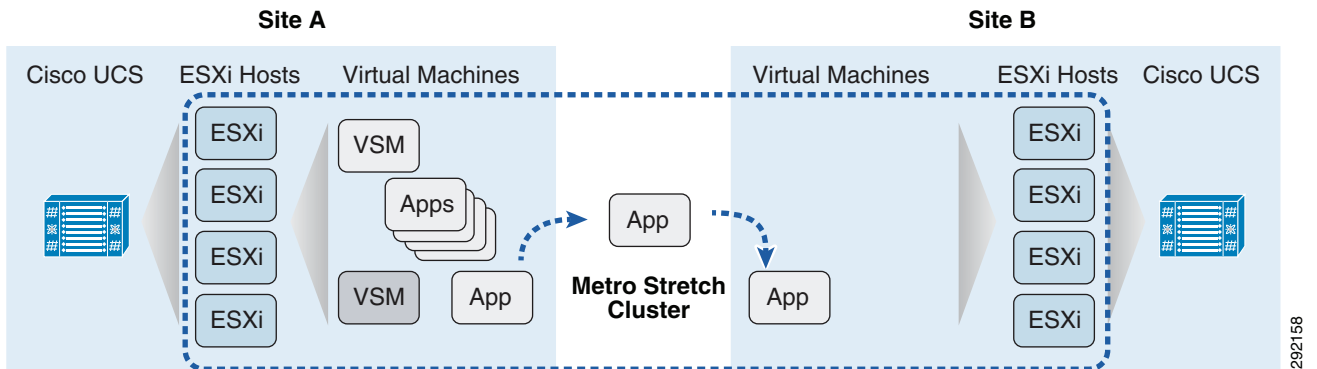 Site A
Site B
Cisco UCS
ESXi Hosts
Virtual Machines
Virtual Machines
ESXi Hosts
Cisco UCS
ESXi
ESXi
ESXi
ESXi
VSM
Apps
VSM
App
App
Metro Stretch
Cluster
App
ESXi
ESXi
ESXi
ESXi
292158